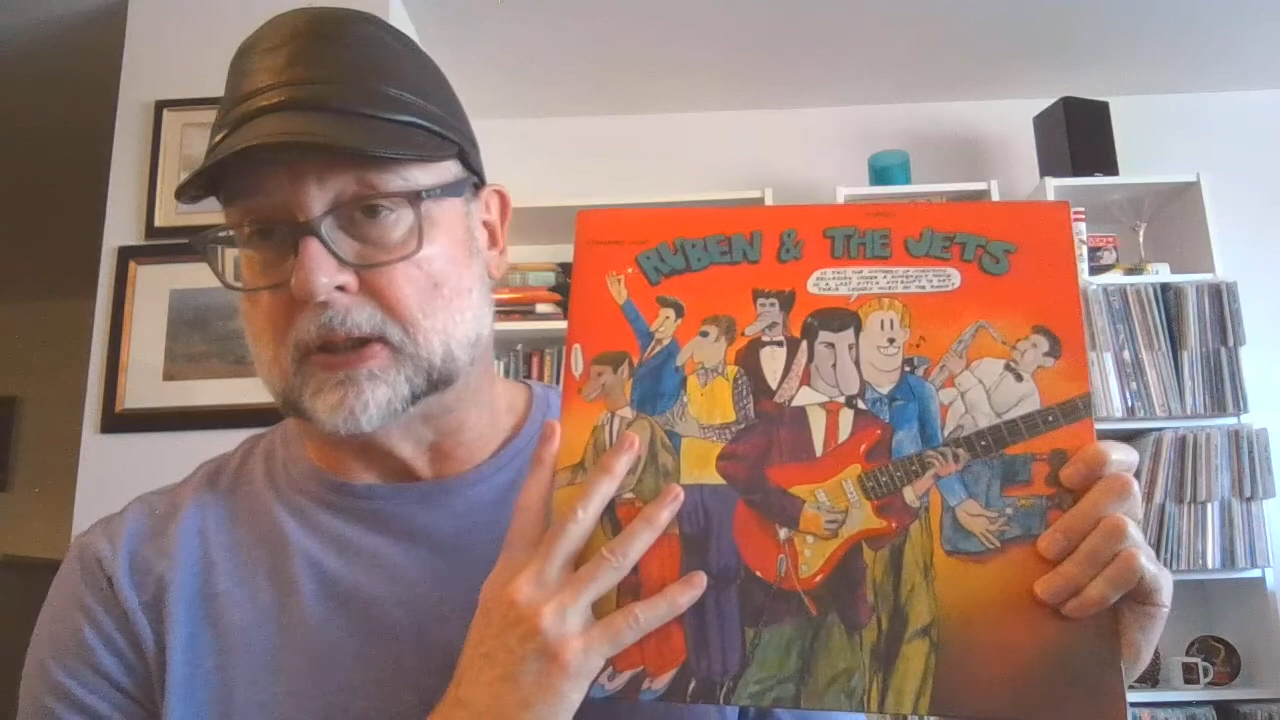 RUBEN & THE JETS
IS THIS THE MOTHERS OF INVENTION
RECORDING UNDER A DIFFERENT NAME
IN A LAST DITCH ATTEMPT TO GET
THEIR CRUDDY MUSIC ON THE RADIO?